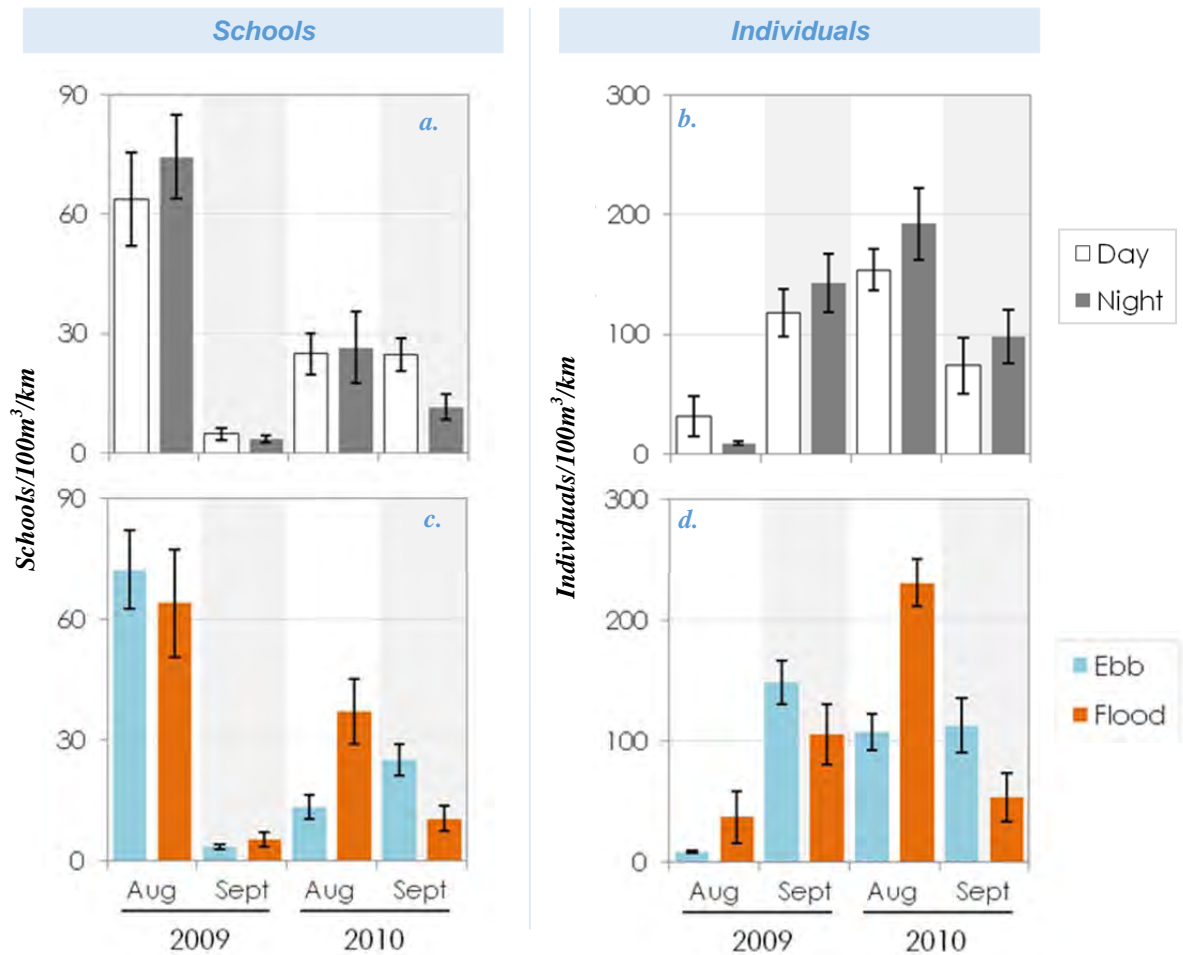 Schools
Individuals
90
60
30
0
a.
300
200
100
0
b.
Day
Night
Schools/100m³/km
Individuals/100m³/km
90
60
30
0
c.
300
200
100
0
d.
Ebb
Flood
Aug Sept Aug Sept
2009 2010
Aug Sept Aug Sept
2009 2010